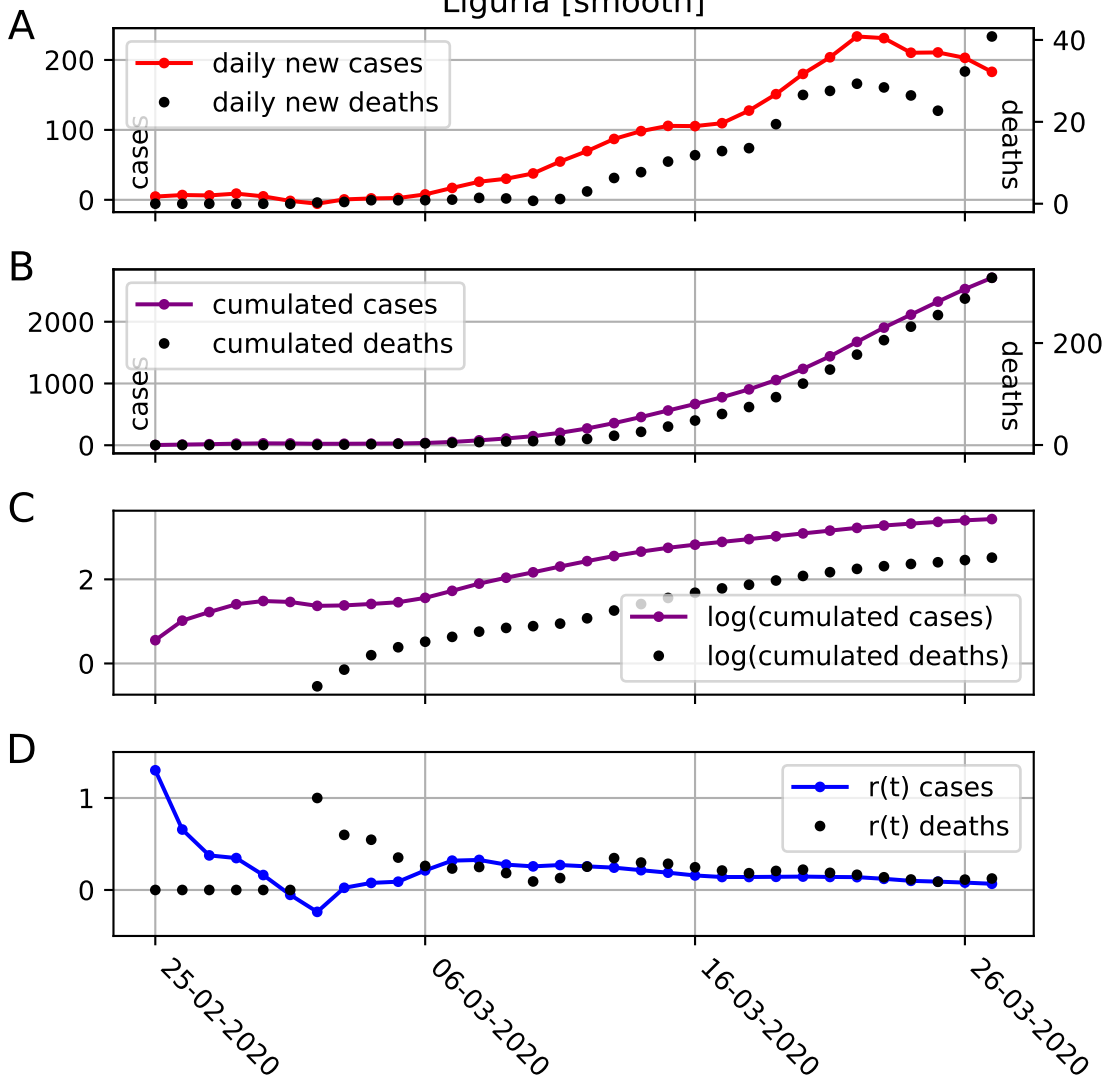 Liguria [smooth]
A
200
100
0
daily new cases
daily new deaths
cases
deaths
40
20
0
B
2000
1000
0
cumulated cases
cumulated deaths
cases
deaths
200
0
C
2
0
log(cumulated cases)
log(cumulated deaths)
D
1
0
r(t) cases
r(t) deaths
25-02-2020
06-03-2020
16-03-2020
26-03-2020